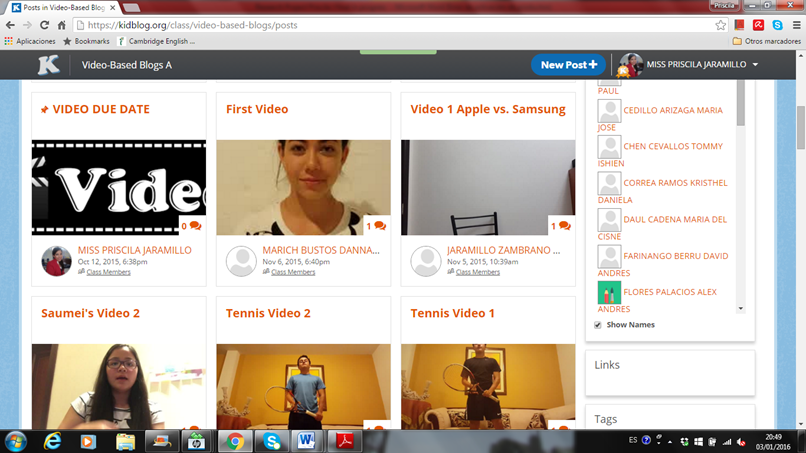 Priscila
Posts in Video-Based Blog
https://kidblog.org/class/video-based-blogs/posts
Aplicaciones
Bookmarks
Cambridge English ...
Otros marcadores
K
Video-Based Blogs A
New Post+
MISS PRISCILA JARAMILLO
VIDEO DUE DATE
Video
0
MISS PRISCILA JARAMILLO
Oct 12, 2015, 6:38pm
Class Members
First Video
1
MARICH BUSTOS DANNA...
Nov 6, 2015, 6:40pm
Class Members
Video 1 Apple vs. Samsung
1
JARAMILLO ZAMBRANO ...
Nov 5, 2015, 10:39am
Class Members
Saumei's Video 2
Tennis Video 2
Tennis Video 1
PAUL
CEDILLO ARIZAGA MARIA
JOSE
CHEN CEVALLOS TOMMY
ISHIEN
CORREA RAMOS KRISTHEL
DANIELA
DAUL CADENA MARIA DEL
CISNE
FARINANGO BERRU DAVID
ANDRES
FLORES PALACIOS ALEX
ANDRES
Show Names
Links
Tags
ES
20:49
03/01/2016